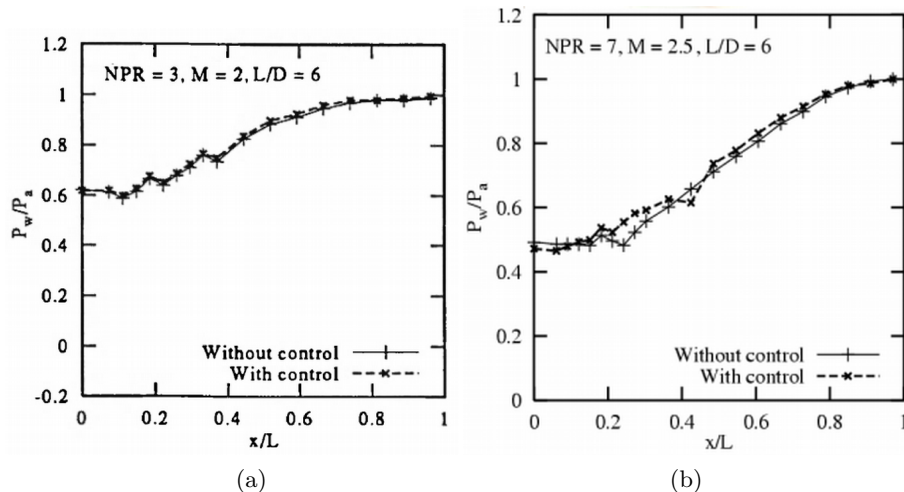 1.2
1
0.8
0.6
0.4
0.2
0
-0.2
P_w/P_a
NPR = 3, M = 2, L/D = 6
Without control
With control
0 0.2 0.4 0.6 0.8 1
x/L
(a)
1.2
1
0.8
0.6
0.4
0.2
0
P_w/P_a
NPR = 7, M = 2.5, L/D = 6
Without control
With control
0 0.2 0.4 0.6 0.8 1
x/L
(b)